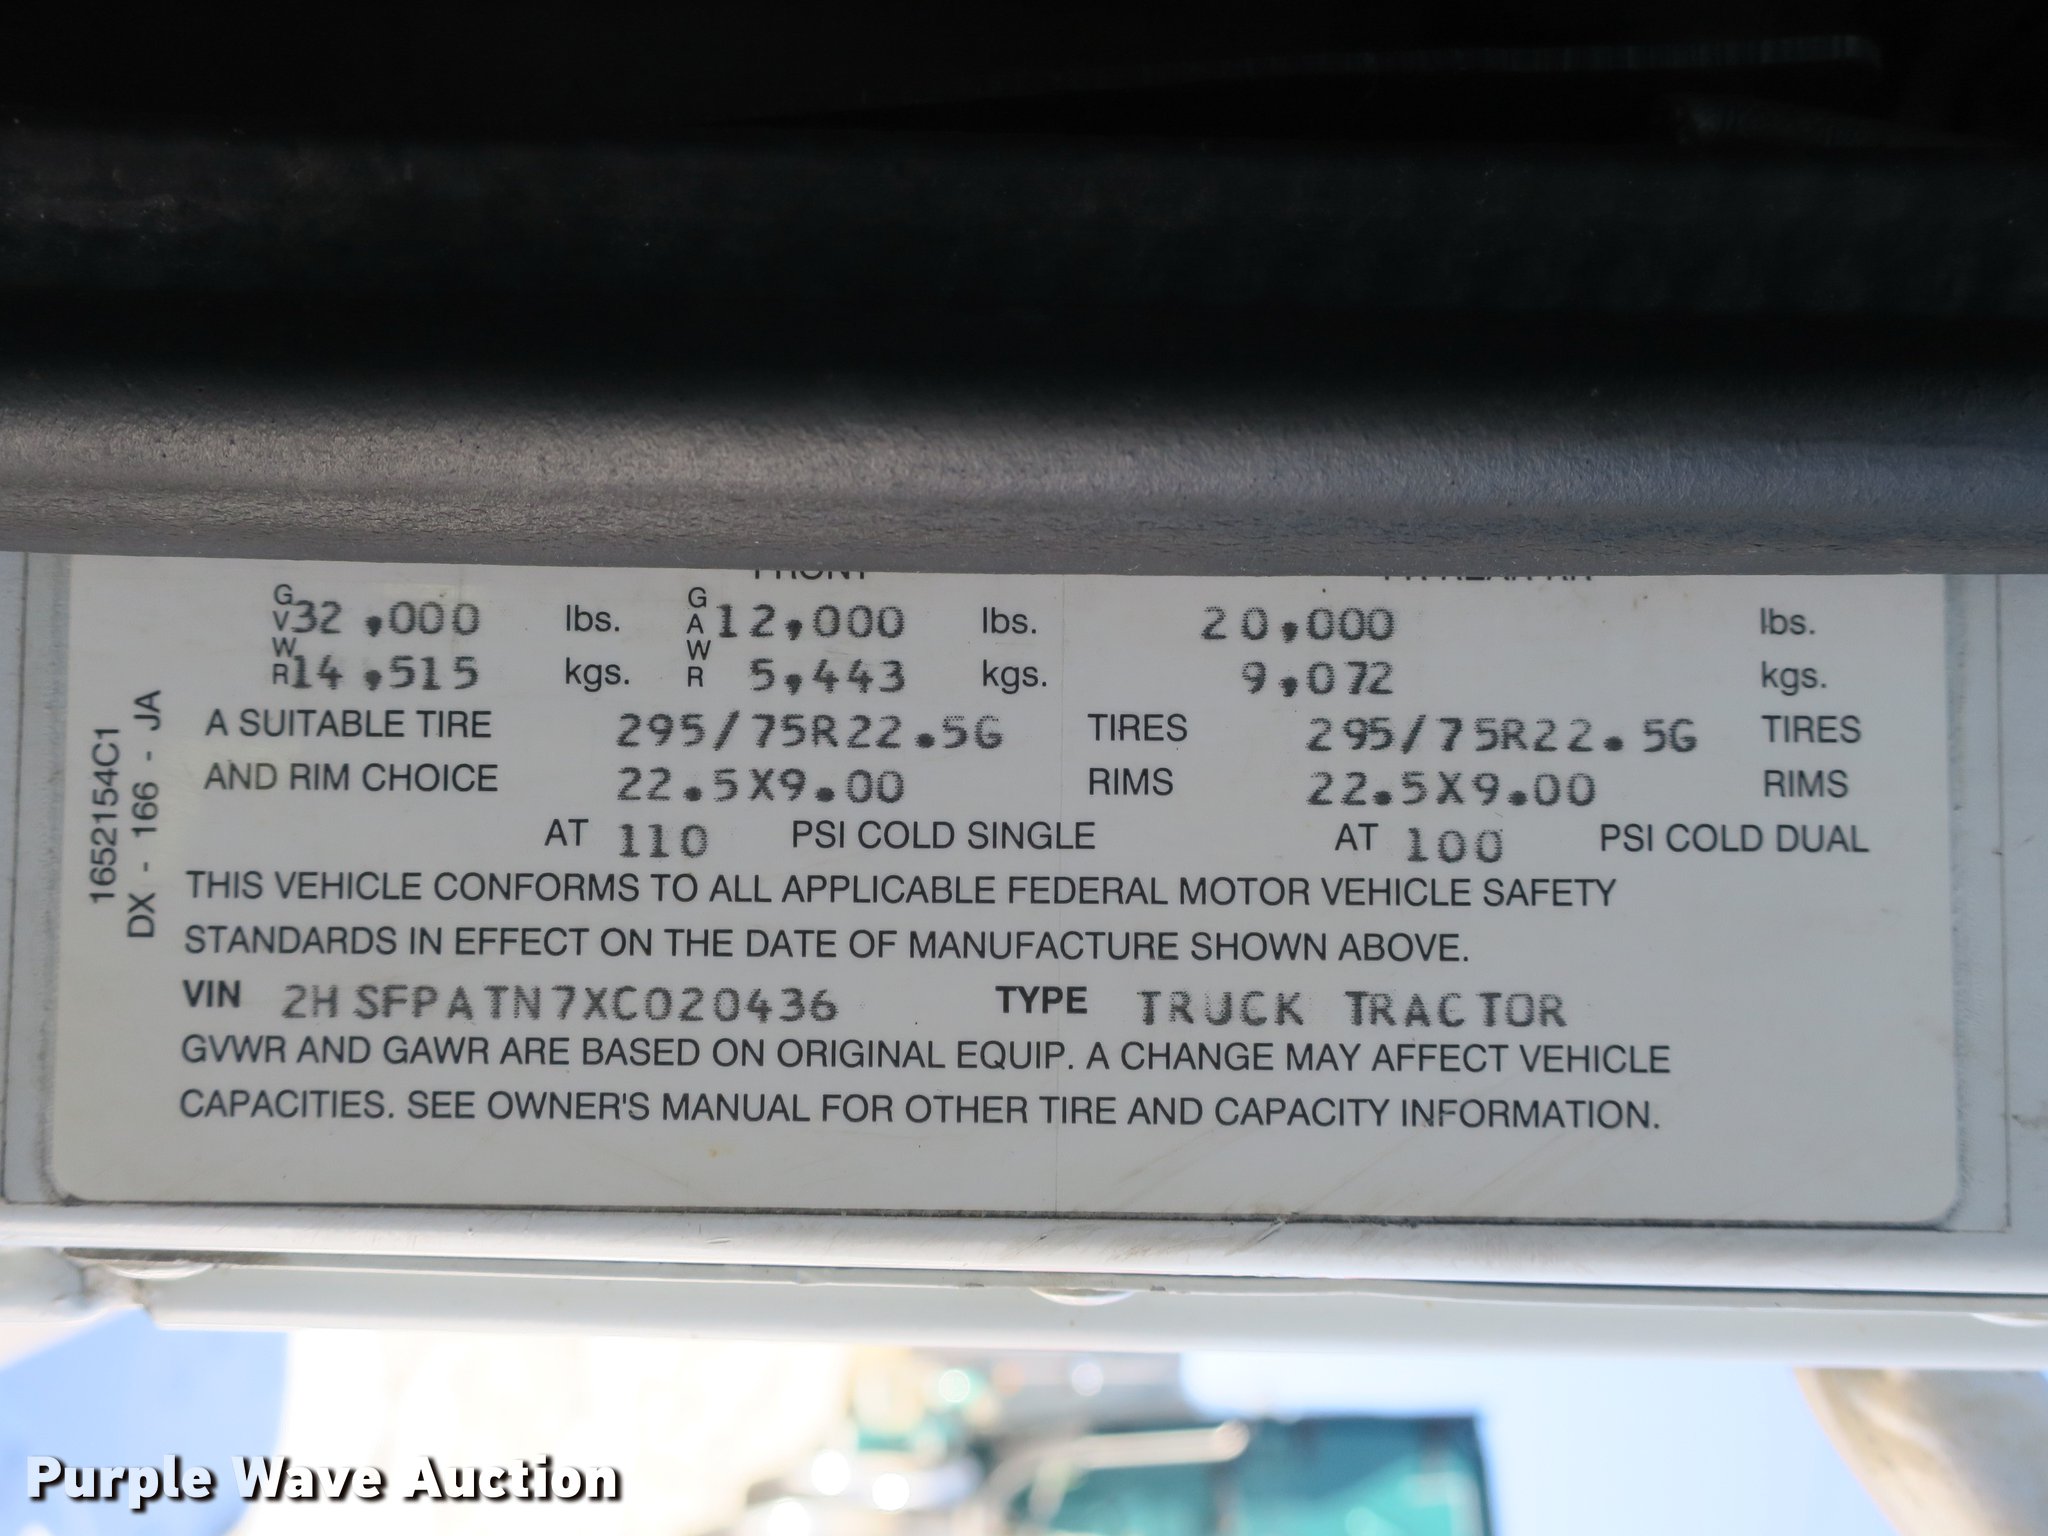 FRONT
GVWR 32,000 lbs. GAWR 12,000 lbs. 20,000 lbs.
14,515 kgs. 5,443 kgs. 9,072 kgs.
A SUITABLE TIRE 295/75R22.5G TIRES 295/75R22.5G TIRES
AND RIM CHOICE 22.5X9.00 RIMS 22.5X9.00 RIMS
AT 110 PSI COLD SINGLE AT 100 PSI COLD DUAL
THIS VEHICLE CONFORMS TO ALL APPLICABLE FEDERAL MOTOR VEHICLE SAFETY
STANDARDS IN EFFECT ON THE DATE OF MANUFACTURE SHOWN ABOVE.
VIN 2HSFPATN7XC020436 TYPE TRUCK TRACTOR
GVWR AND GAWR ARE BASED ON ORIGINAL EQUIP. A CHANGE MAY AFFECT VEHICLE
CAPACITIES. SEE OWNER'S MANUAL FOR OTHER TIRE AND CAPACITY INFORMATION.
1652154C1
DX - 166 - JA
Purple Wave Auction